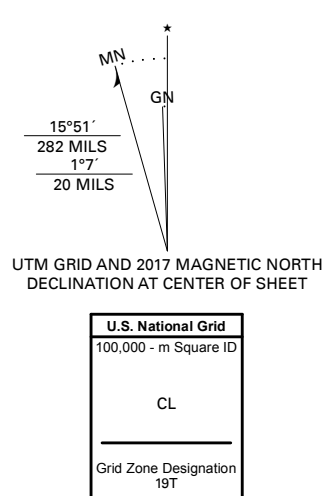 ★
MN
GN
15°51´
282 MILS
1°7´
20 MILS
UTM GRID AND 2017 MAGNETIC NORTH
DECLINATION AT CENTER OF SHEET
U.S. National Grid
100,000 - m Square ID
CL
Grid Zone Designation
19T